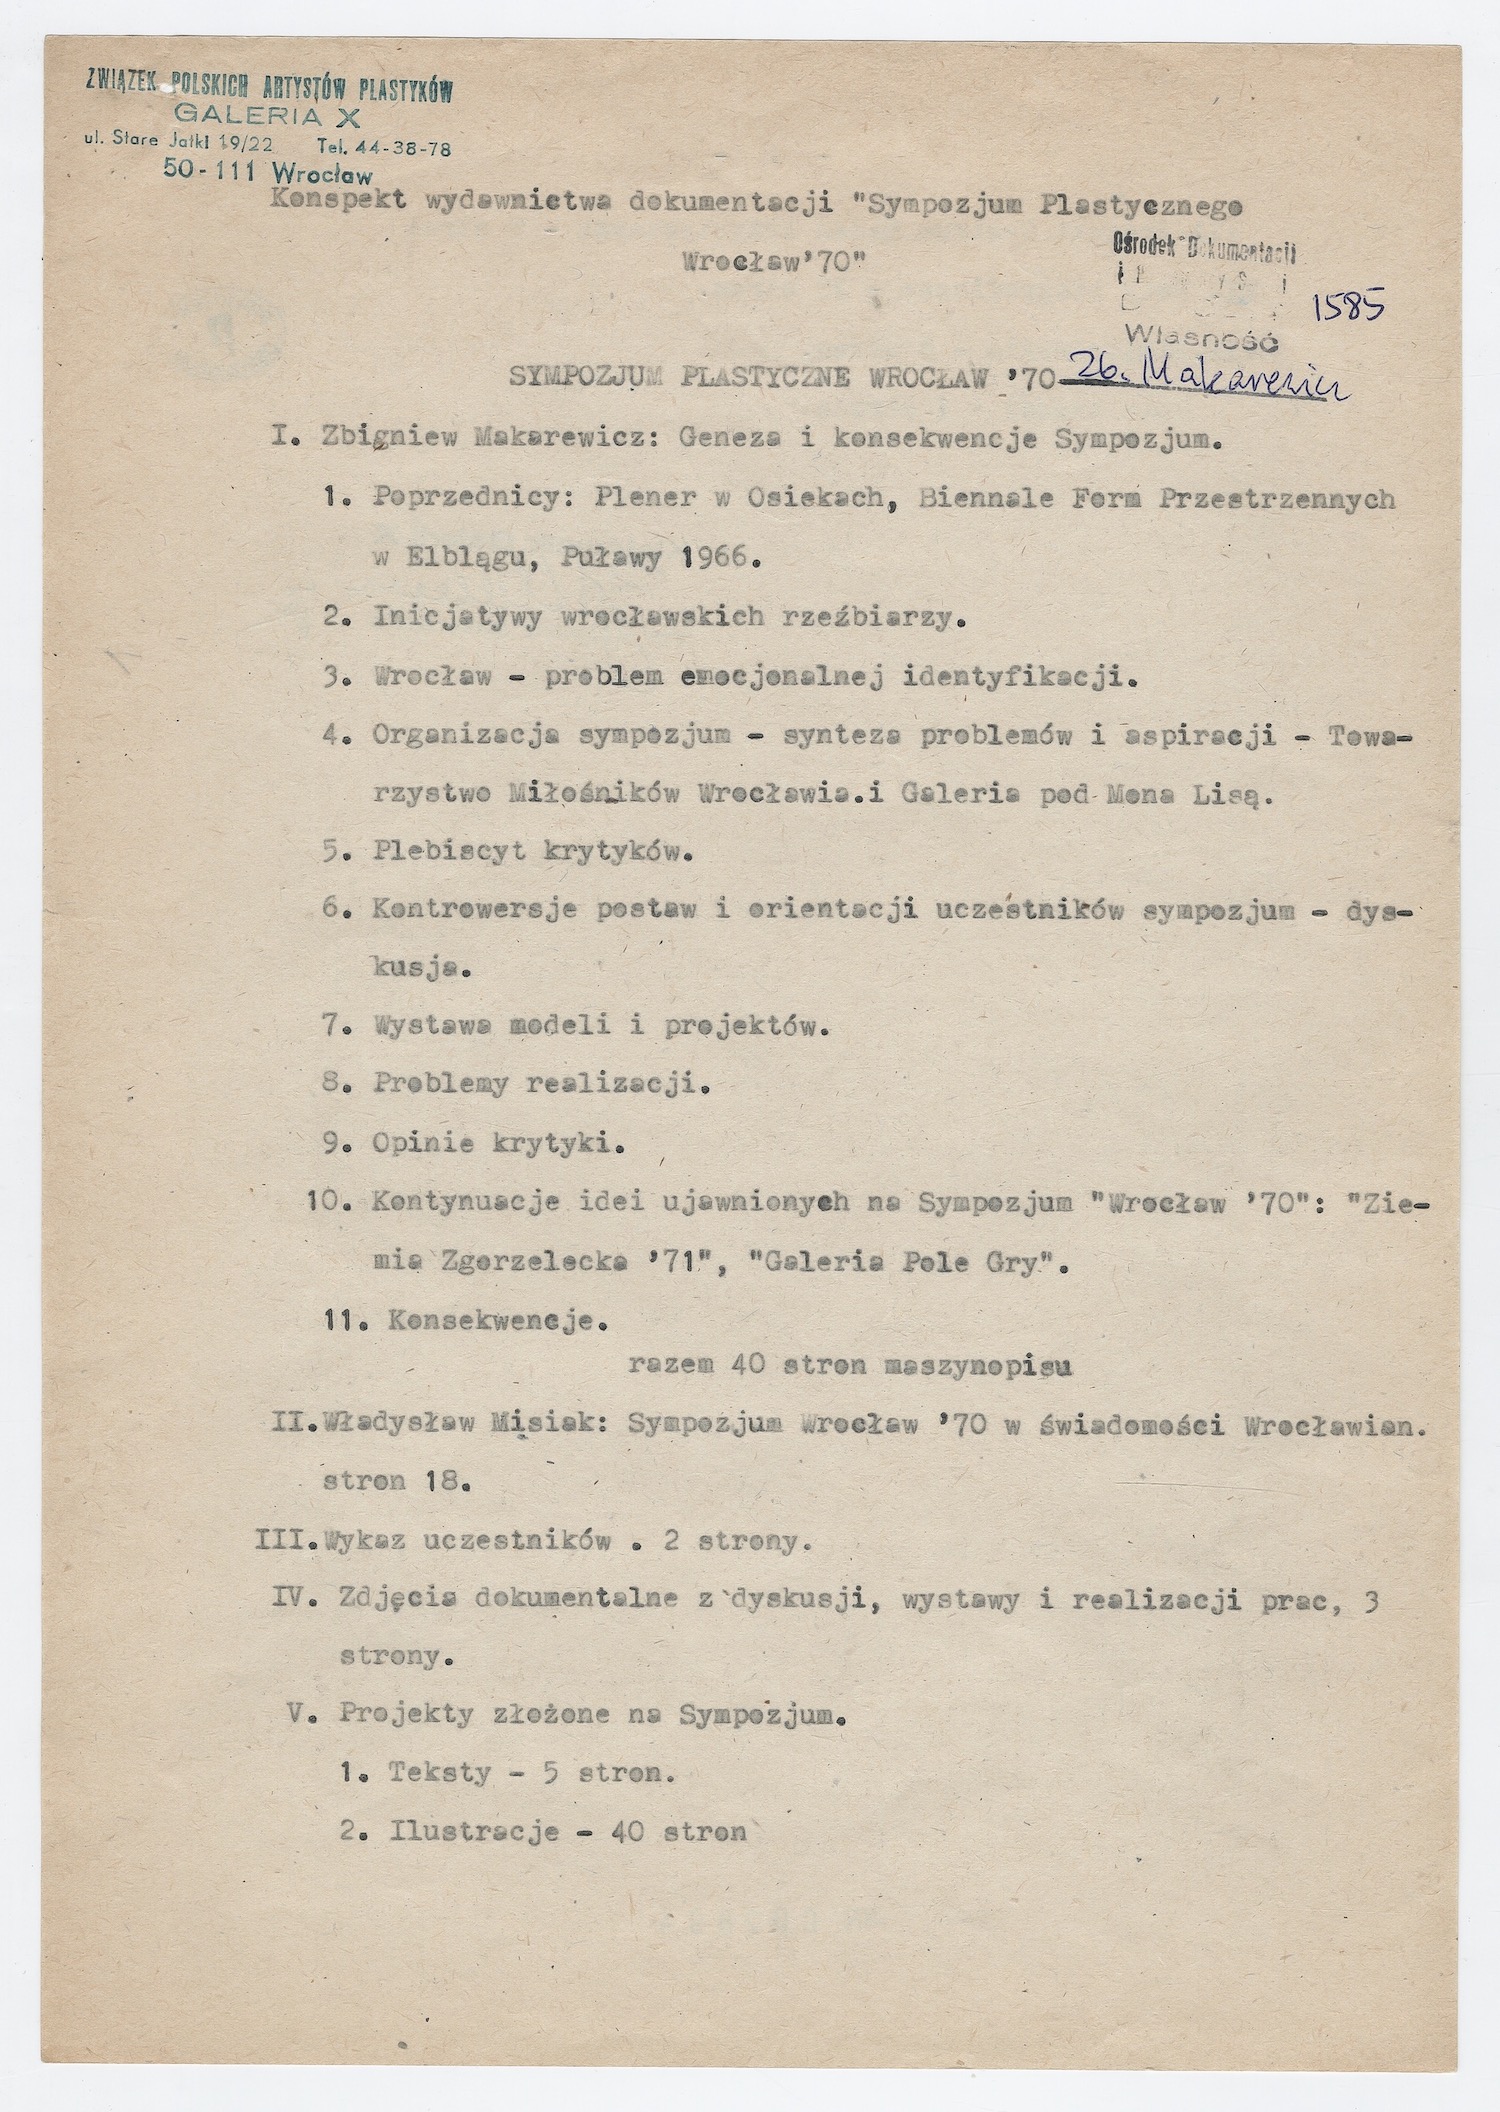 ZWIĄZEK POLSKICH ARTYSTÓW PLASTYKÓW
GALERIA X
ul. Stare Jatki 19/22 Tel. 44-38-78
50-111 Wrocław
Konspekt wydawnictwa dokumentacji "Sympozjum Plastycznego
Wrocław'70"
Ośrodek Dokumentacji
i
1585
Własność
SYMPOZJUM PLASTYCZNE WROCŁAW '70 Zb. Makarewicz
I. Zbigniew Makarewicz: Geneza i konsekwencje Sympozjum.
1. Poprzednicy: Plener w Osiekach, Biennale Form Przestrzennych
w Elblągu, Puławy 1966.
2. Inicjatywy wrocławskich rzeźbiarzy.
3. Wrocław - problem emocjonalnej identyfikacji.
4. Organizacja sympozjum - synteza problemów i aspiracji - Towa-
rzystwo Miłośników Wrocławia.i Galeria pod Mona Lisą.
5. Plebiscyt krytyków.
6. Kontrowersje postaw i orientacji uczestników sympozjum - dys-
kusja.
7. Wystawa modeli i projektów.
8. Problemy realizacji.
9. Opinie krytyki.
10. Kontynuacje idei ujawnionych na Sympozjum "Wrocław '70": "Zie-
mia Zgorzelecka '71", "Galeria Pole Gry".
11. Konsekwencje.
razem 40 stron maszynopisu
II.Władysław Misiak: Sympozjum Wrocław '70 w świadomości Wrocławian.
stron 18.
III.Wykaz uczestników . 2 strony.
IV. Zdjęcia dokumentalne z dyskusji, wystawy i realizacji prac, 3
strony.
V. Projekty złożone na Sympozjum.
1. Teksty - 5 stron.
2. Ilustracje - 40 stron